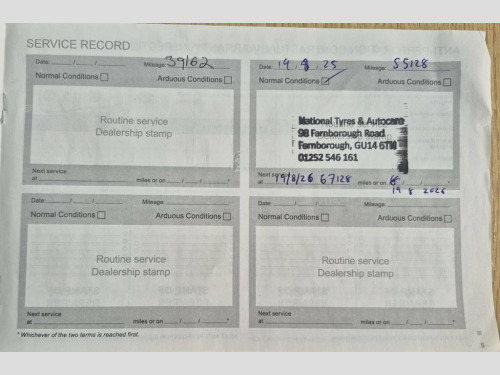 SERVICE RECORD
Date: / / Mileage: 39162
Normal Conditions Arduous Conditions
Routine service
Dealership stamp
Next service
at miles or on / / *
Date: 19 / 8 / 25 Mileage: 55128
Normal Conditions Arduous Conditions
National Tyres & Autocare
98 Farnborough Road
Farnborough, GU14 6TN
01252 546 161
Next service
at 19/8/26 67128 miles or on / / *
19 8 2026
Date: / / Mileage:
Normal Conditions Arduous Conditions
Routine service
Dealership stamp
Next service
at miles or on / / *
Date: / / Mileage:
Normal Conditions Arduous Conditions
Routine service
Dealership stamp
Next service
at miles or on / / *
* Whichever of the two terms is reached first.